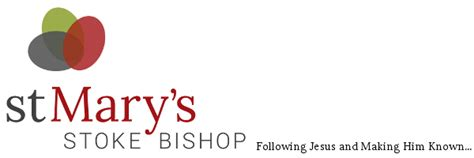 stMary's
STOKE BISHOP
Following Jesus and Making Him Known...